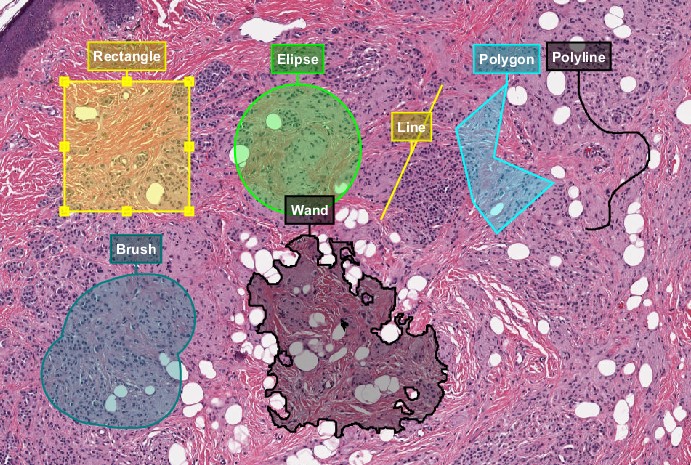 Rectangle
Elipse
Polygon
Polyline
Line
Wand
Brush